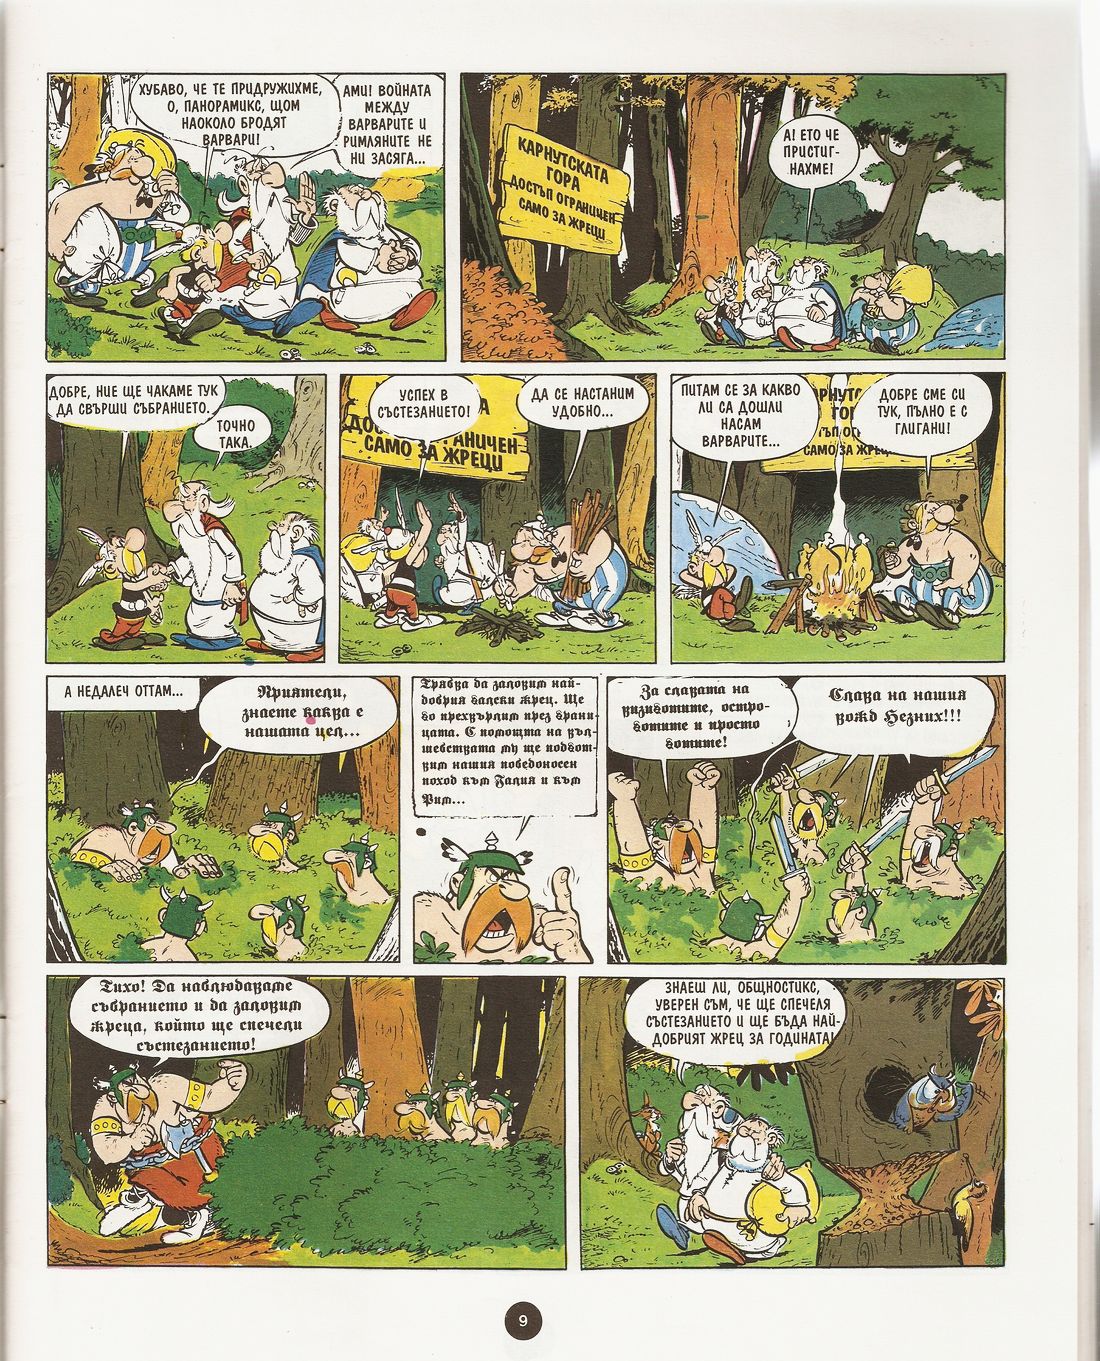 ХУБАВО, ЧЕ ТЕ ПРИДРУЖИХМЕ,
О, ПАНОРАМИКС, ЩОМ
НАОКОЛО БРОДЯТ
ВАРВАРИ!
АМИ! ВОЙНАТА
МЕЖДУ
ВАРВАРИТЕ И
РИМЛЯНИТЕ НЕ
НИ ЗАСЯГА...
КАРНУТСКАТА
ГОРА
ДОСТЪП ОГРАНИЧЕН
САМО ЗА ЖРЕЦИ
А! ЕТО ЧЕ
ПРИСТИГ-
НАХМЕ!
ДОБРЕ, НИЕ ЩЕ ЧАКАМЕ ТУК
ДА СВЪРШИ СЪБРАНИЕТО.
ТОЧНО
ТАКА.
УСПЕХ В
СЪСТЕЗАНИЕТО!
ДА СЕ НАСТАНИМ
УДОБНО...
САМО ЗА ЖРЕЦИ
ПИТАМ СЕ ЗА КАКВО
ЛИ СА ДОШЛИ
НАСАМ
ВАРВАРИТЕ...
ДОБРЕ СМЕ СИ
ТУК, ПЪЛНО Е С
ГЛИГАНИ!
А НЕДАЛЕЧ ОТТАМ...
Приятели,
знаете каква е
нашата цел...
Трябва да заловим най-
добрия галски жрец. Ще
го прехвърлим през грани-
цата. С помощта на въл-
шебствата му ще подгот-
вим нашия победоносен
поход към Галия и към
Рим...
За славата на
визиготите, остро-
готите и просто
готите!
Слава на нашия
вожд Незних!!!
Тихо! Да наблюдаваме
събранието и да заловим
жреца, който ще спечели
състезанието!
ЗНАЕШ ЛИ, ОБЩНОСТИКС,
УВЕРЕН СЪМ, ЧЕ ЩЕ СПЕЧЕЛЯ
СЪСТЕЗАНИЕТО И ЩЕ БЪДА НАЙ-
ДОБРИЯТ ЖРЕЦ ЗА ГОДИНАТА!
9